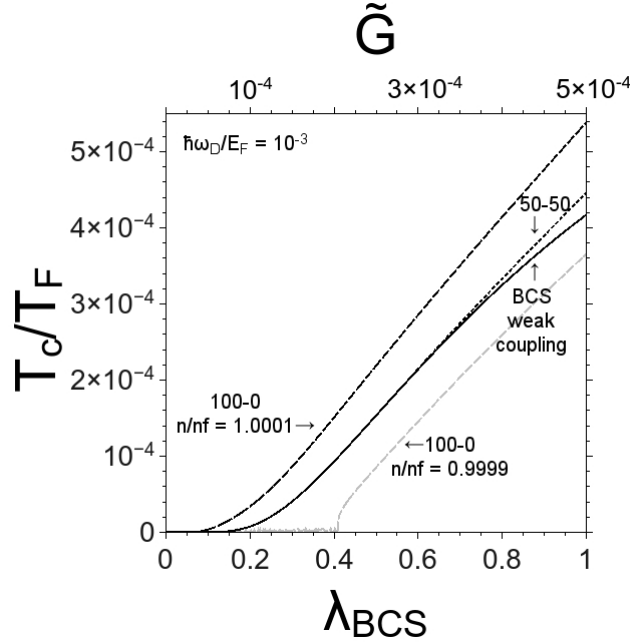 G̃
10⁻⁴ 3×10⁻⁴ 5×10⁻⁴
ħω_D/E_F = 10⁻³
5×10⁻⁴
4×10⁻⁴
3×10⁻⁴
2×10⁻⁴
10⁻⁴
0
T_c/T_F
50-50
↓
↑
BCS
weak
coupling
100-0
n/nf = 1.0001→
←100-0
n/nf = 0.9999
0 0.2 0.4 0.6 0.8 1
λ_BCS